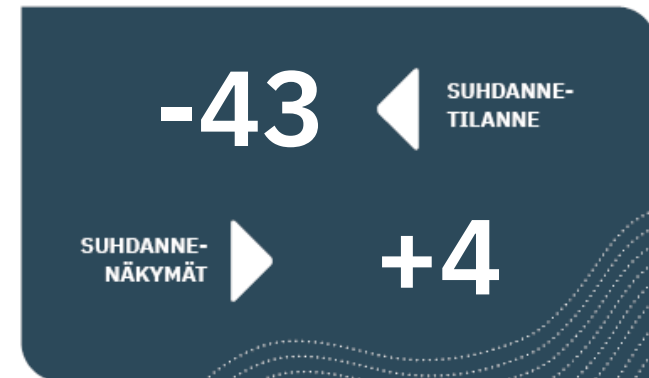 -43
SUHDANNE-
TILANNE
SUHDANNE-
NÄKYMÄT
+4